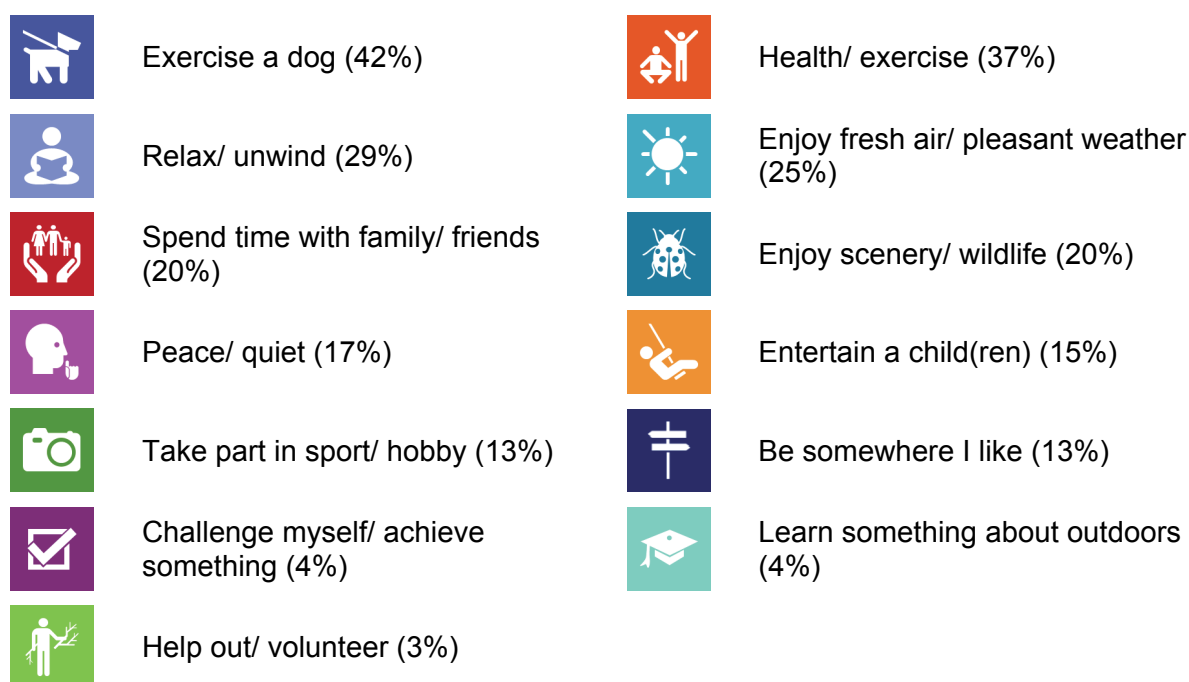 Exercise a dog (42%)
Health/ exercise (37%)
Relax/ unwind (29%)
Enjoy fresh air/ pleasant weather
(25%)
Spend time with family/ friends
(20%)
Enjoy scenery/ wildlife (20%)
Peace/ quiet (17%)
Entertain a child(ren) (15%)
Take part in sport/ hobby (13%)
Be somewhere I like (13%)
Challenge myself/ achieve
something (4%)
Learn something about outdoors
(4%)
Help out/ volunteer (3%)